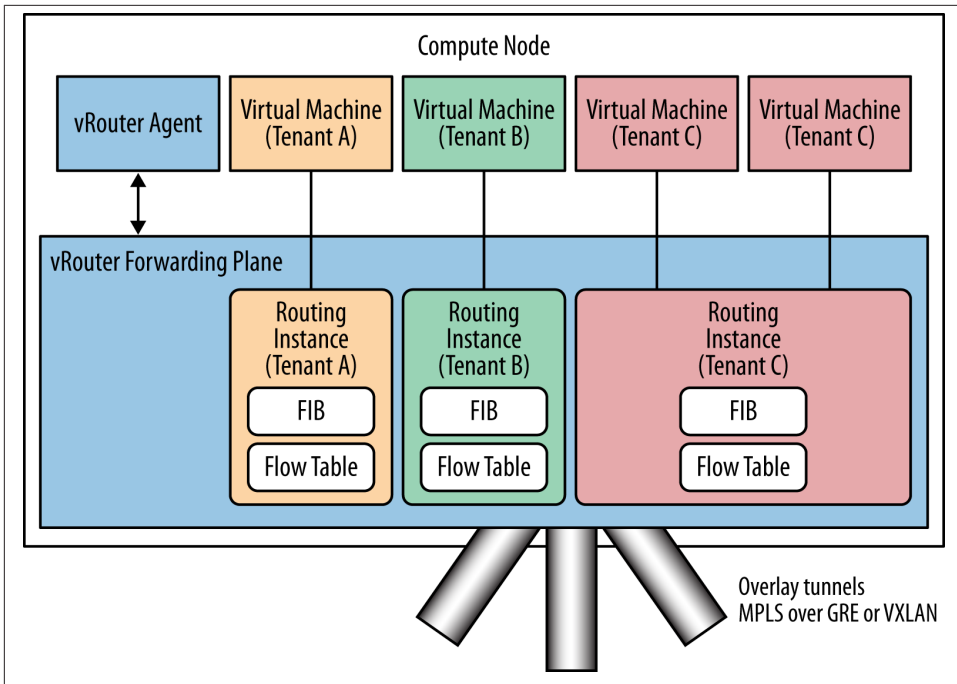 Compute Node
vRouter Agent
Virtual Machine
(Tenant A)
Virtual Machine
(Tenant B)
Virtual Machine
(Tenant C)
Virtual Machine
(Tenant C)
vRouter Forwarding Plane
Routing
Instance
(Tenant A)
FIB
Flow Table
Routing
Instance
(Tenant B)
FIB
Flow Table
Routing
Instance
(Tenant C)
FIB
Flow Table
Overlay tunnels
MPLS over GRE or VXLAN